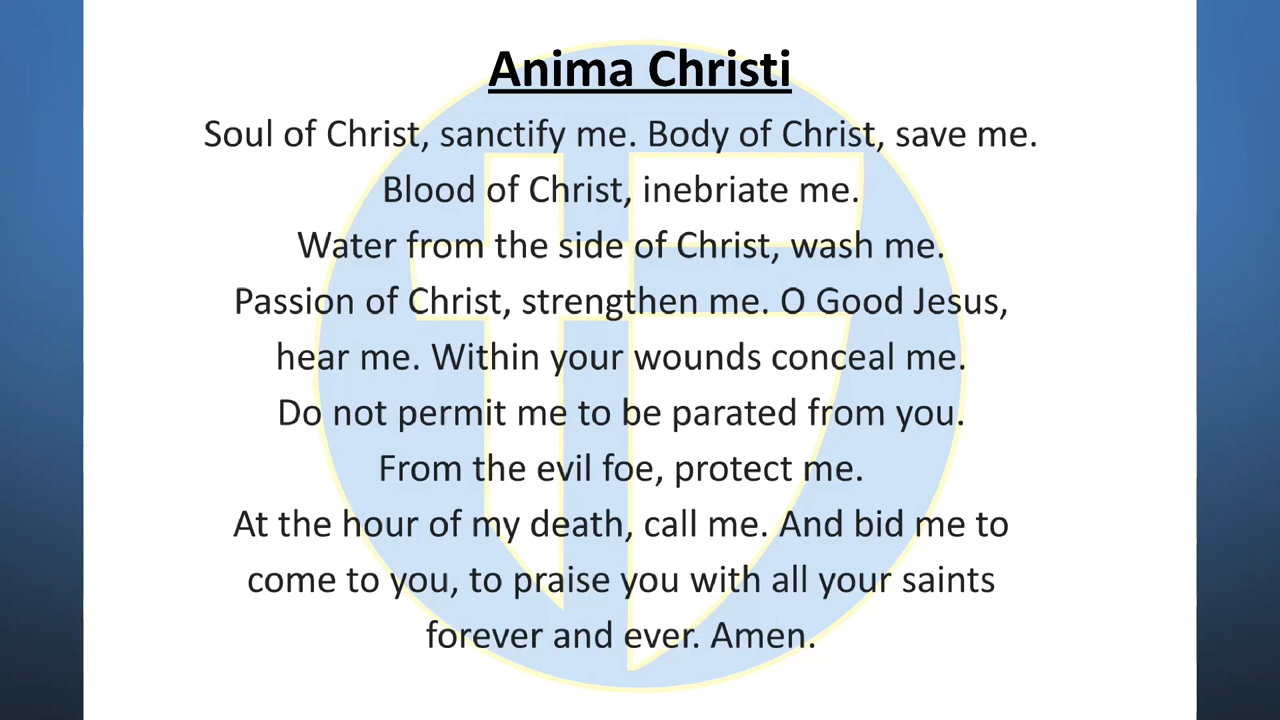 Anima Christi
Soul of Christ, sanctify me. Body of Christ, save me.
Blood of Christ, inebriate me.
Water from the side of Christ, wash me.
Passion of Christ, strengthen me. O Good Jesus,
hear me. Within your wounds conceal me.
Do not permit me to be parated from you.
From the evil foe, protect me.
At the hour of my death, call me. And bid me to
come to you, to praise you with all your saints
forever and ever. Amen.